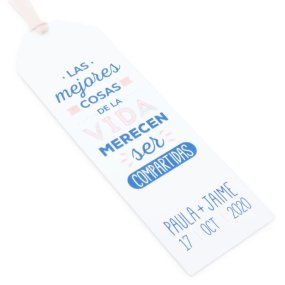 LAS
mejores
COSAS
DE LA
VIDA
MERECEN
ser
COMPARTIDAS
PAULA + JAIME
17 | OCT | 2020